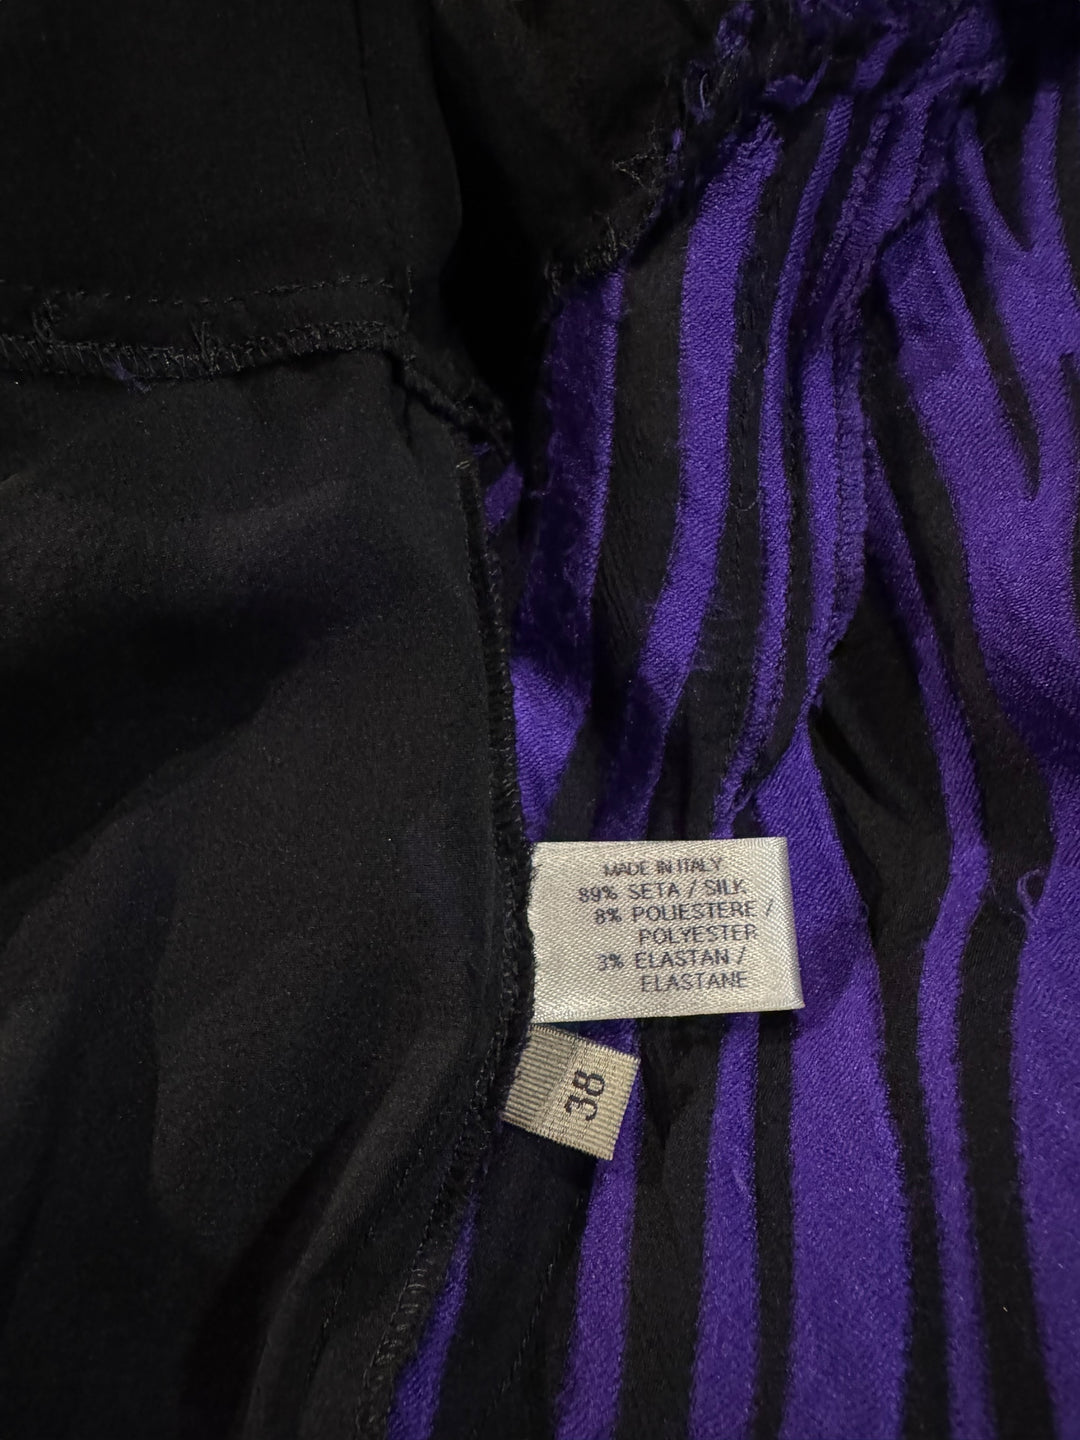 MADE IN ITALY
89% SETA / SILK
8% POLIESTERE /
POLYESTER
3% ELASTAN /
ELASTANE
38